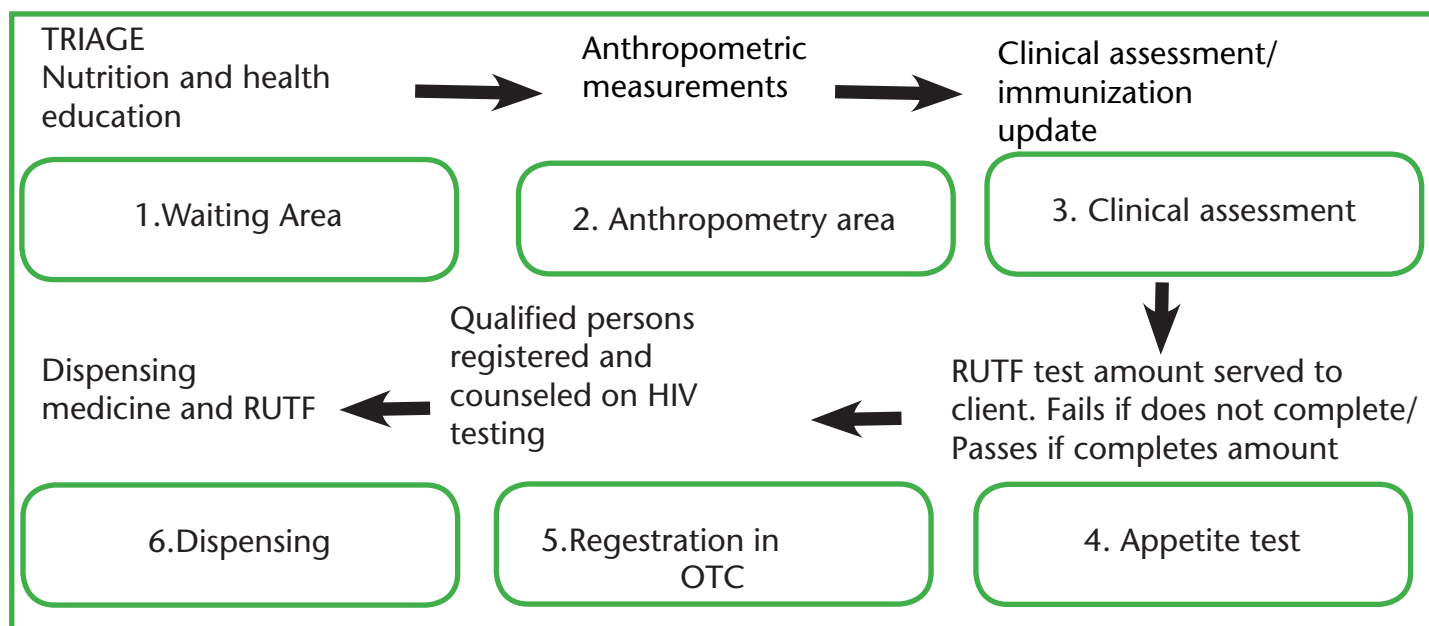 TRIAGE
Nutrition and health
education
Anthropometric
measurements
Clinical assessment/
immunization
update
1.Waiting Area
2. Anthropometry area
3. Clinical assessment
Dispensing
medicine and RUTF
Qualified persons
registered and
counseled on HIV
testing
RUTF test amount served to
client. Fails if does not complete/
Passes if completes amount
6.Dispensing
5.Regestration in
OTC
4. Appetite test